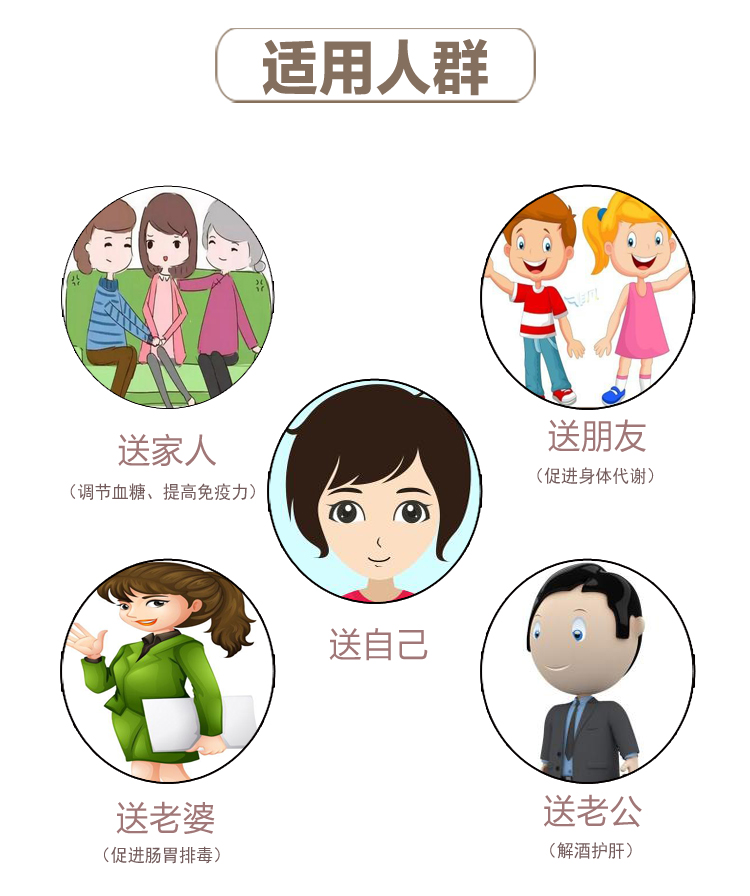 适用人群
送家人
（调节血糖、提高免疫力）
送朋友
（促进身体代谢）
送自己
送老婆
（促进肠胃排毒）
送老公
（解酒护肝）